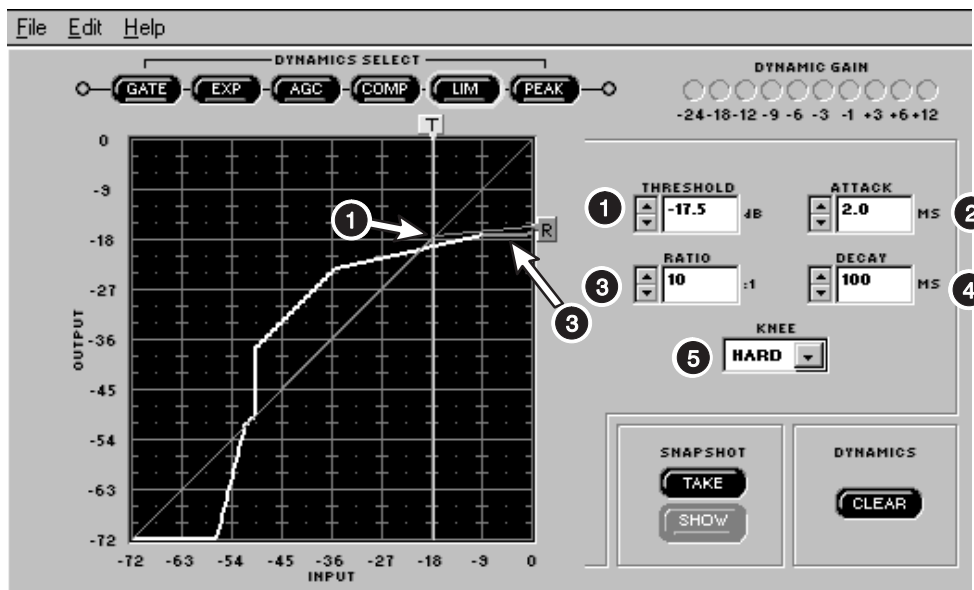 File Edit Help
DYNAMICS SELECT
GATE EXP AGC COMP LIM PEAK
DYNAMIC GAIN
-24 -18 -12 -9 -6 -3 -1 +3 +6 +12
T
0
-9
-18
-27
-36
-45
-54
-63
-72
OUTPUT
-72 -63 -54 -45 -36 -27 -18 -9 0
INPUT
1
R
3
THRESHOLD
1 -17.5 dB
ATTACK
2.0 MS 2
RATIO
3 10 :1
DECAY
100 MS 4
KNEE
5 HARD
SNAPSHOT
TAKE
SHOW
DYNAMICS
CLEAR